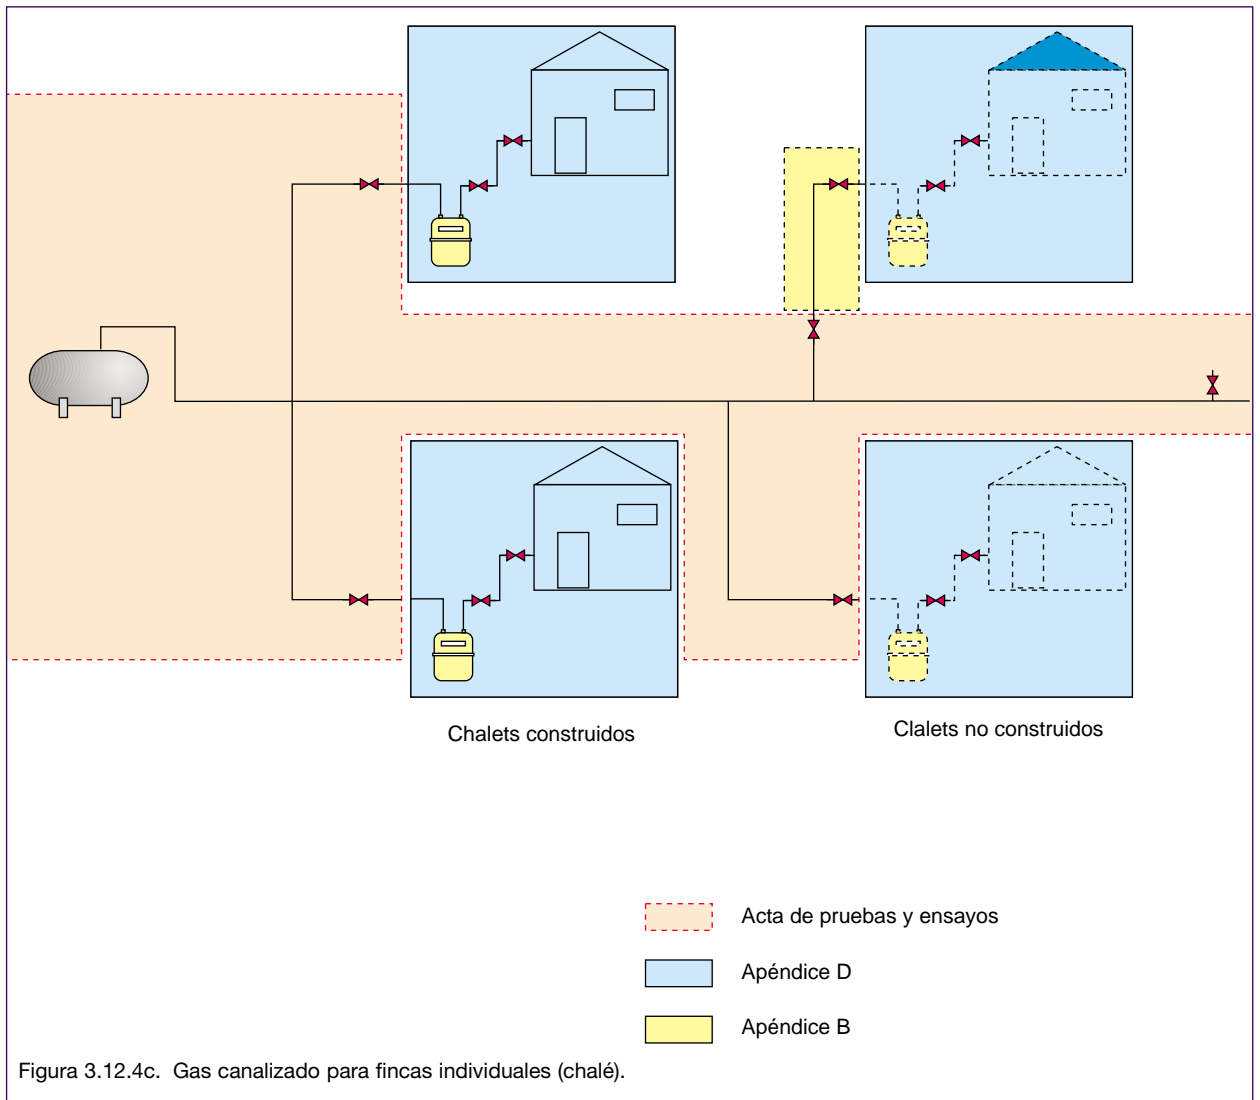 Chalets construidos
Clalets no construidos
Acta de pruebas y ensayos
Apéndice D
Apéndice B
Figura 3.12.4c. Gas canalizado para fincas individuales (chalé).